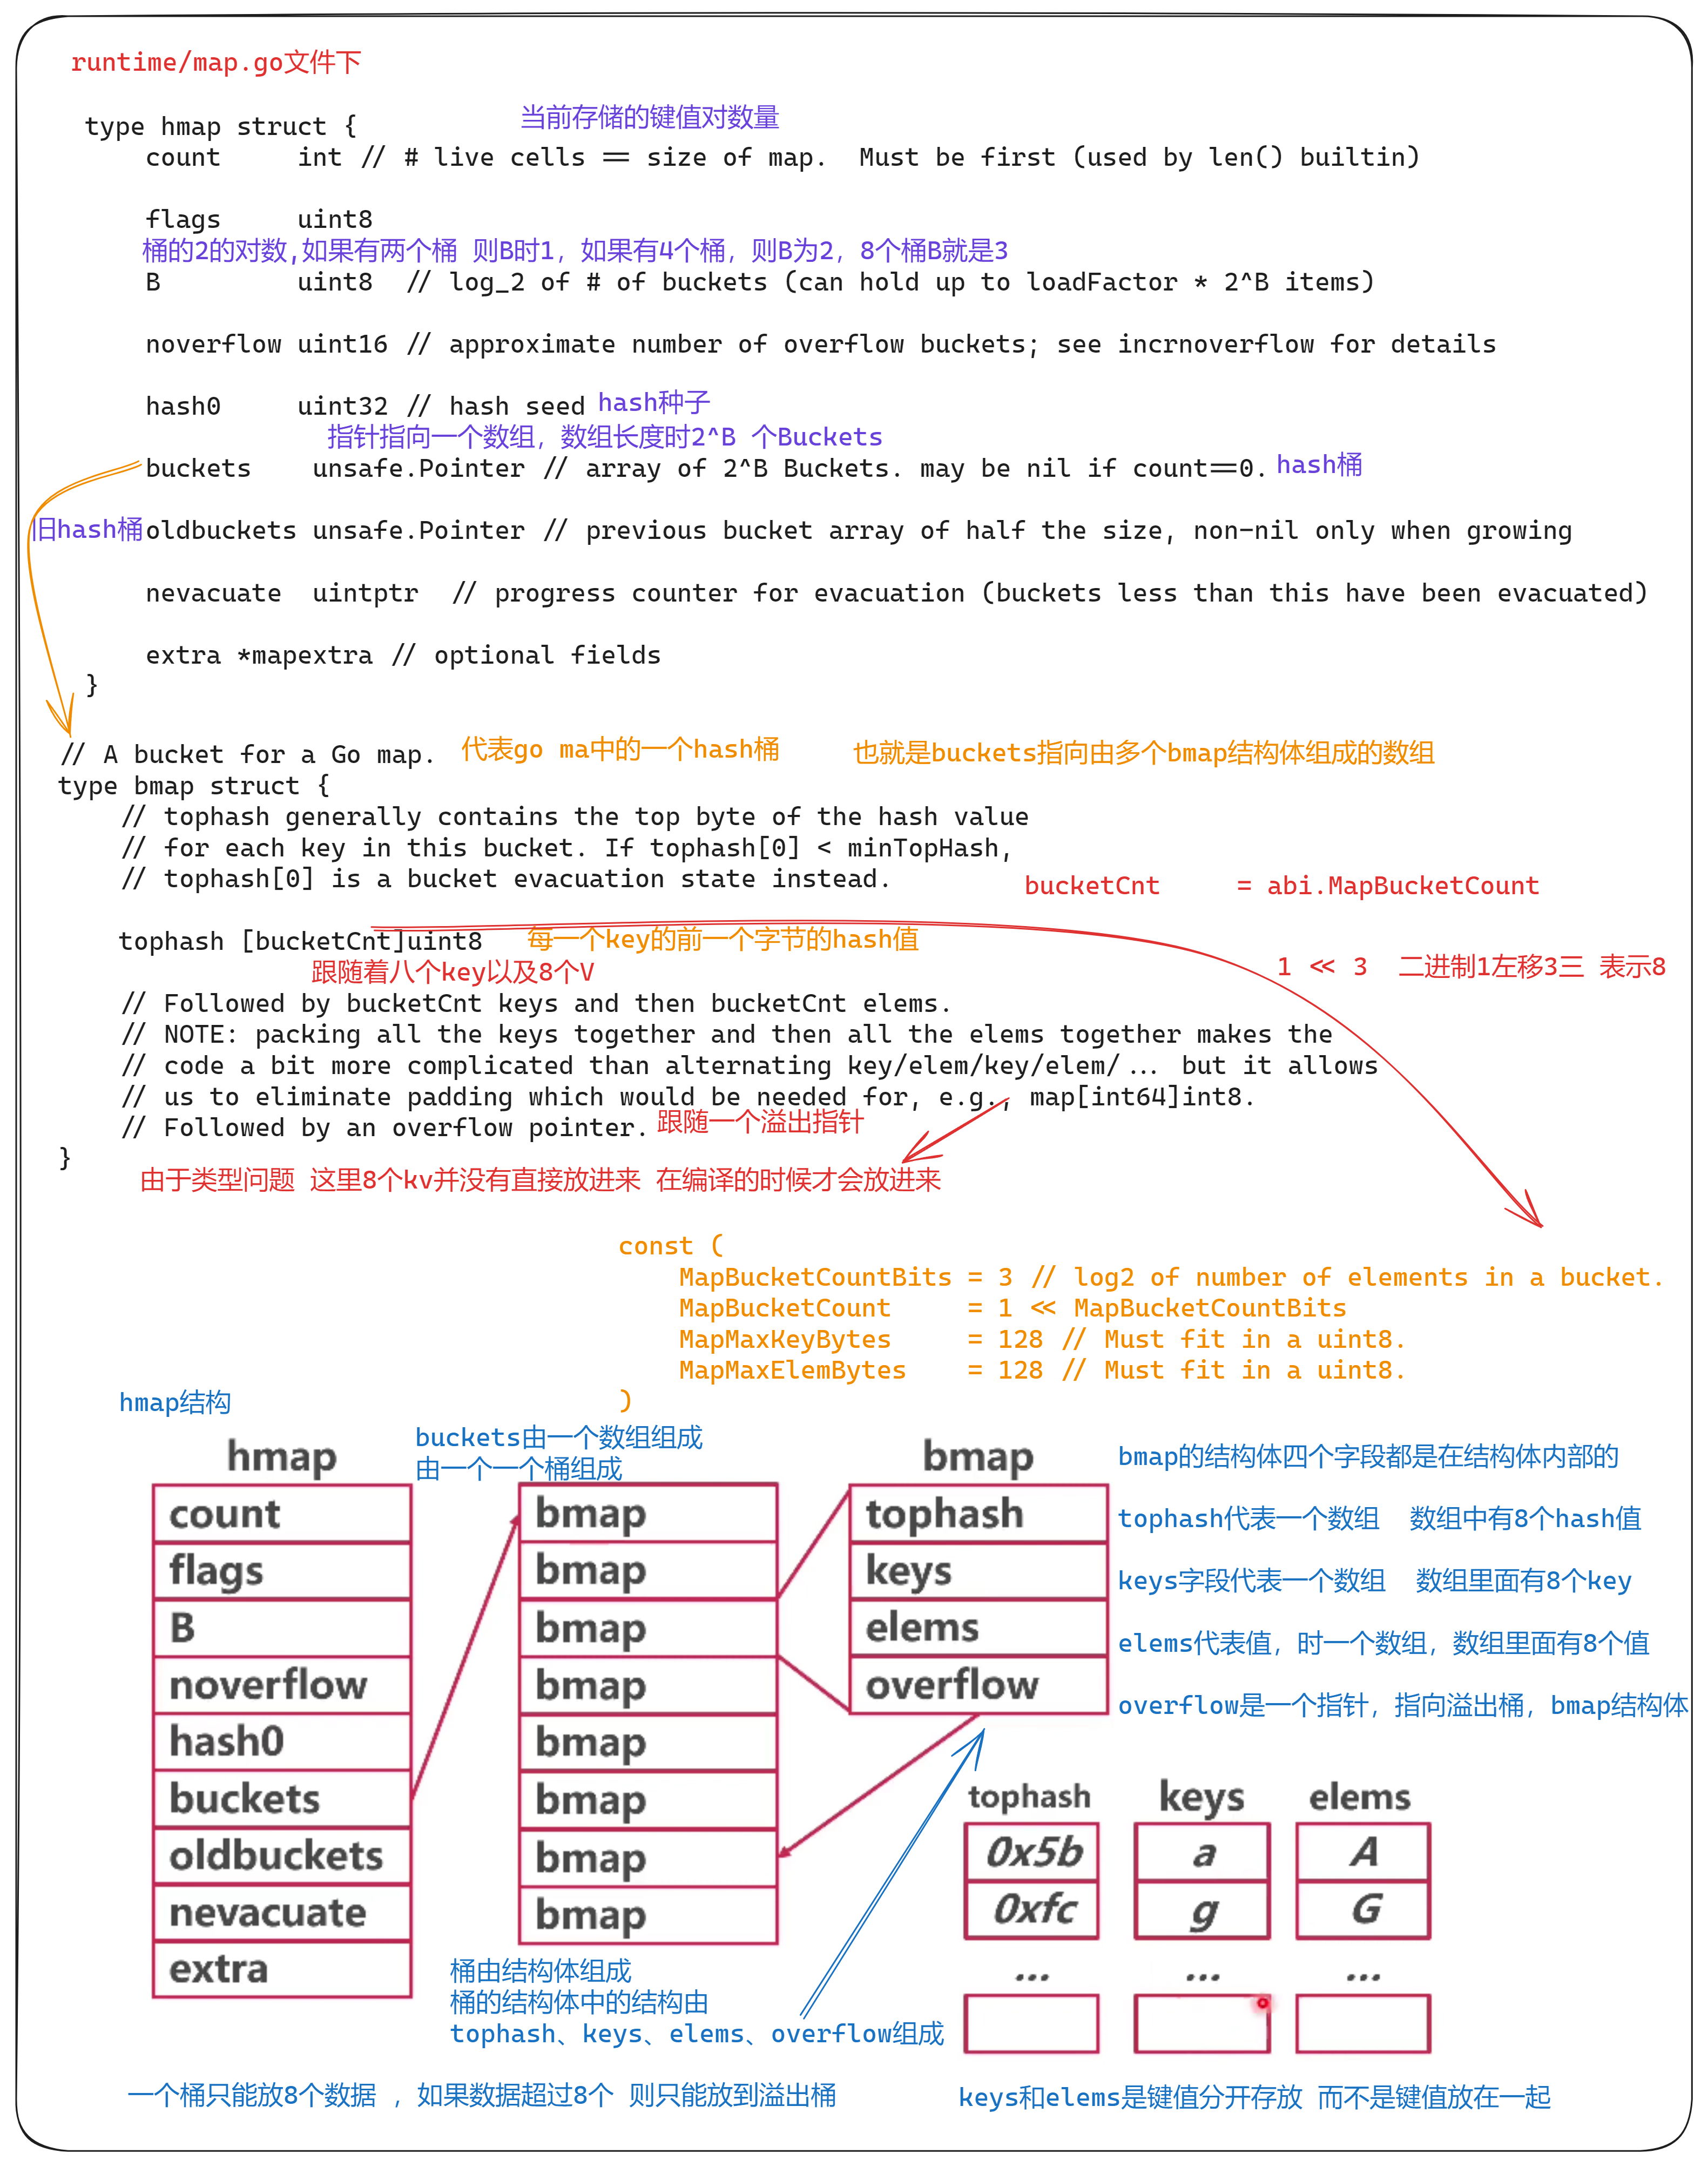 runtime/map.go文件下
当前存储的键值对数量
type hmap struct {
count     int // # live cells == size of map.  Must be first (used by len() builtin)
flags     uint8
桶的2的对数,如果有两个桶 则B时1，如果有4个桶，则B为2，8个桶B就是3
B         uint8  // log_2 of # of buckets (can hold up to loadFactor * 2^B items)
noverflow uint16 // approximate number of overflow buckets; see incrnoverflow for details
hash0     uint32 // hash seed hash种子
指针指向一个数组，数组长度时2^B 个Buckets
buckets    unsafe.Pointer // array of 2^B Buckets. may be nil if count==0. hash桶
旧hash桶oldbuckets unsafe.Pointer // previous bucket array of half the size, non-nil only when growing
nevacuate  uintptr  // progress counter for evacuation (buckets less than this have been evacuated)
extra *mapextra // optional fields
}
// A bucket for a Go map. 代表go ma中的一个hash桶 也就是buckets指向由多个bmap结构体组成的数组
type bmap struct {
// tophash generally contains the top byte of the hash value
// for each key in this bucket. If tophash[0] < minTopHash,
// tophash[0] is a bucket evacuation state instead.
bucketCnt     = abi.MapBucketCount
tophash [bucketCnt]uint8 每一个key的前一个字节的hash值
1 << 3  二进制1左移3三 表示8
跟随着八个key以及8个V
// Followed by bucketCnt keys and then bucketCnt elems.
// NOTE: packing all the keys together and then all the elems together makes the
// code a bit more complicated than alternating key/elem/key/elem/... but it allows
// us to eliminate padding which would be needed for, e.g., map[int64]int8.
// Followed by an overflow pointer. 跟随一个溢出指针
}
由于类型问题 这里8个kv并没有直接放进来 在编译的时候才会放进来
const (
MapBucketCountBits = 3 // log2 of number of elements in a bucket.
MapBucketCount     = 1 << MapBucketCountBits
MapMaxKeyBytes     = 128 // Must fit in a uint8.
MapMaxElemBytes    = 128 // Must fit in a uint8.
)
hmap结构
hmap
count
flags
B
noverflow
hash0
buckets
oldbuckets
nevacuate
extra
buckets由一个数组组成
由一个一个桶组成
bmap
bmap
bmap
bmap
bmap
bmap
bmap
bmap
bmap
tophash
keys
elems
overflow
bmap的结构体四个字段都是在结构体内部的
tophash代表一个数组  数组中有8个hash值
keys字段代表一个数组  数组里面有8个key
elems代表值，时一个数组，数组里面有8个值
overflow是一个指针，指向溢出桶，bmap结构体
tophash keys elems
0x5b a A
0xfc g G
... ... ...
桶由结构体组成
桶的结构体中的结构由
tophash、keys、elems、overflow组成
一个桶只能放8个数据 ，如果数据超过8个 则只能放到溢出桶
keys和elems是键值分开存放 而不是键值放在一起